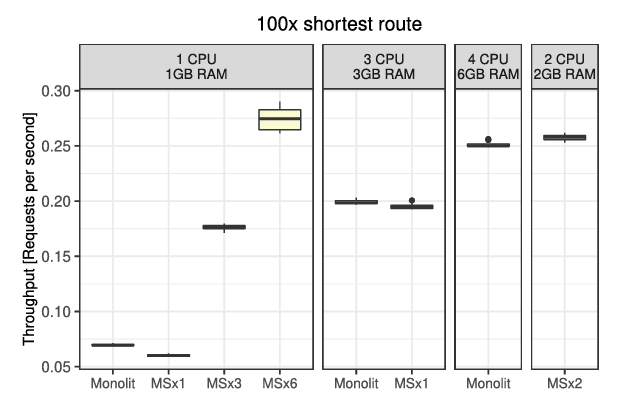 100x shortest route
1 CPU
1GB RAM
3 CPU
3GB RAM
4 CPU
6GB RAM
2 CPU
2GB RAM
Throughput [Requests per second]
0.30
0.25
0.20
0.15
0.10
0.05
Monolit MSx1 MSx3 MSx6 Monolit MSx1 Monolit MSx2